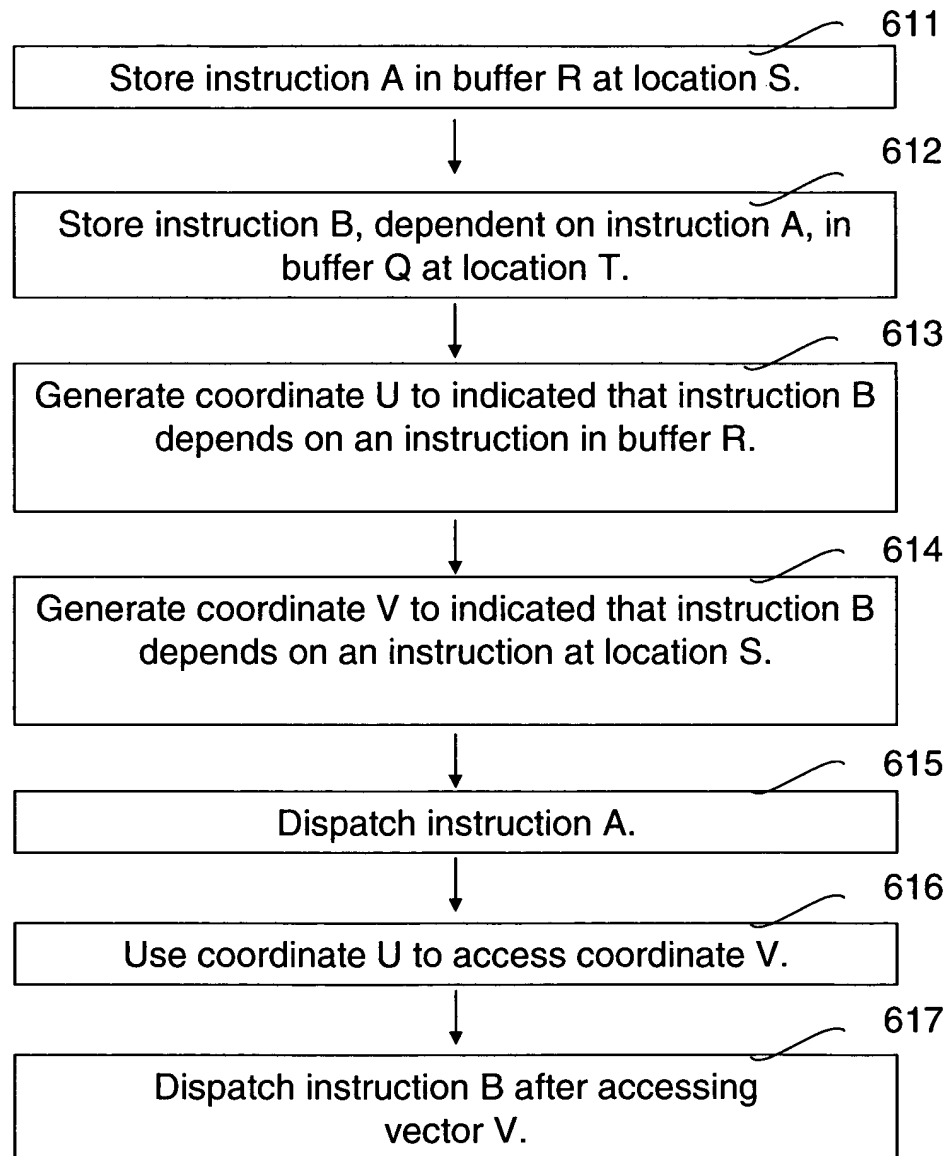 611
Store instruction A in buffer R at location S.
612
Store instruction B, dependent on instruction A, in
buffer Q at location T.
613
Generate coordinate U to indicated that instruction B
depends on an instruction in buffer R.
614
Generate coordinate V to indicated that instruction B
depends on an instruction at location S.
615
Dispatch instruction A.
616
Use coordinate U to access coordinate V.
617
Dispatch instruction B after accessing
vector V.